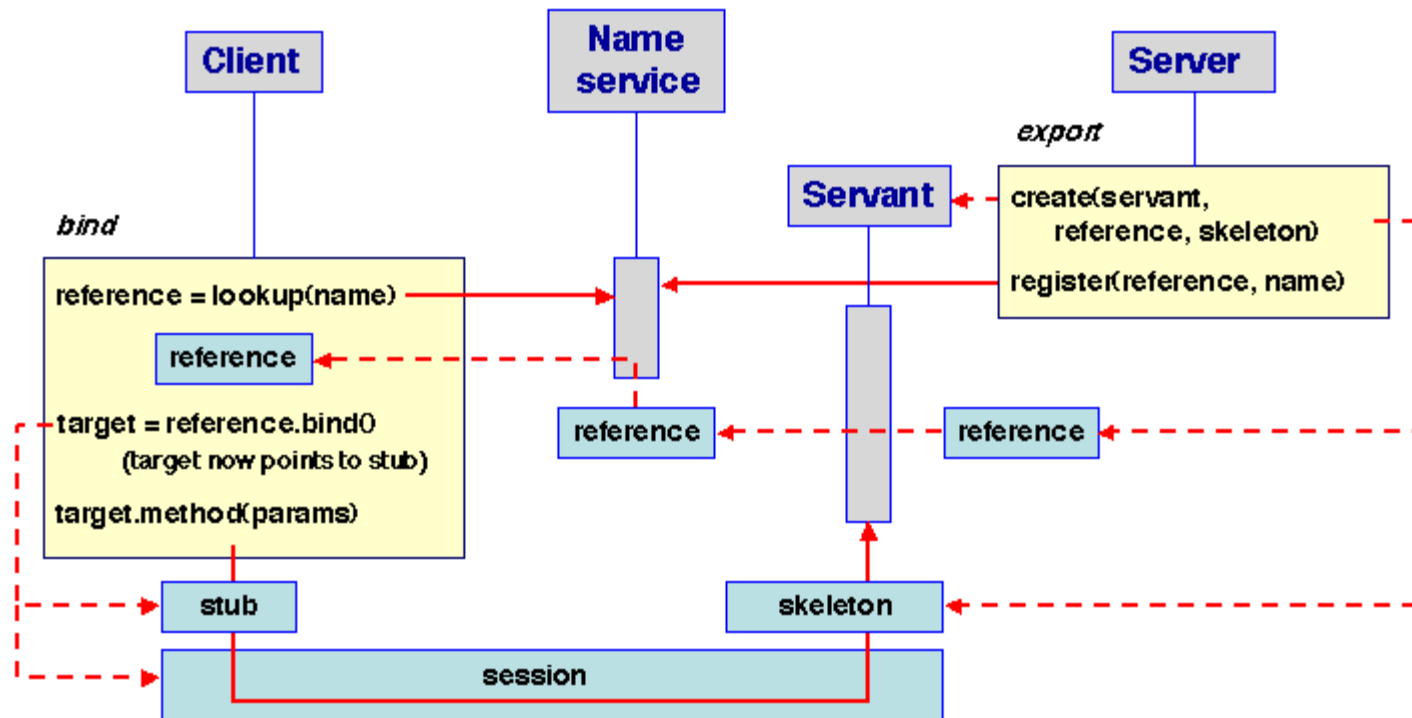 Client
Name
service
Server
export
Servant
create(servant,
reference, skeleton)
register(reference, name)
bind
reference = lookup(name)
reference
target = reference.bind()
(target now points to stub)
target.method(params)
reference
reference
stub
skeleton
session